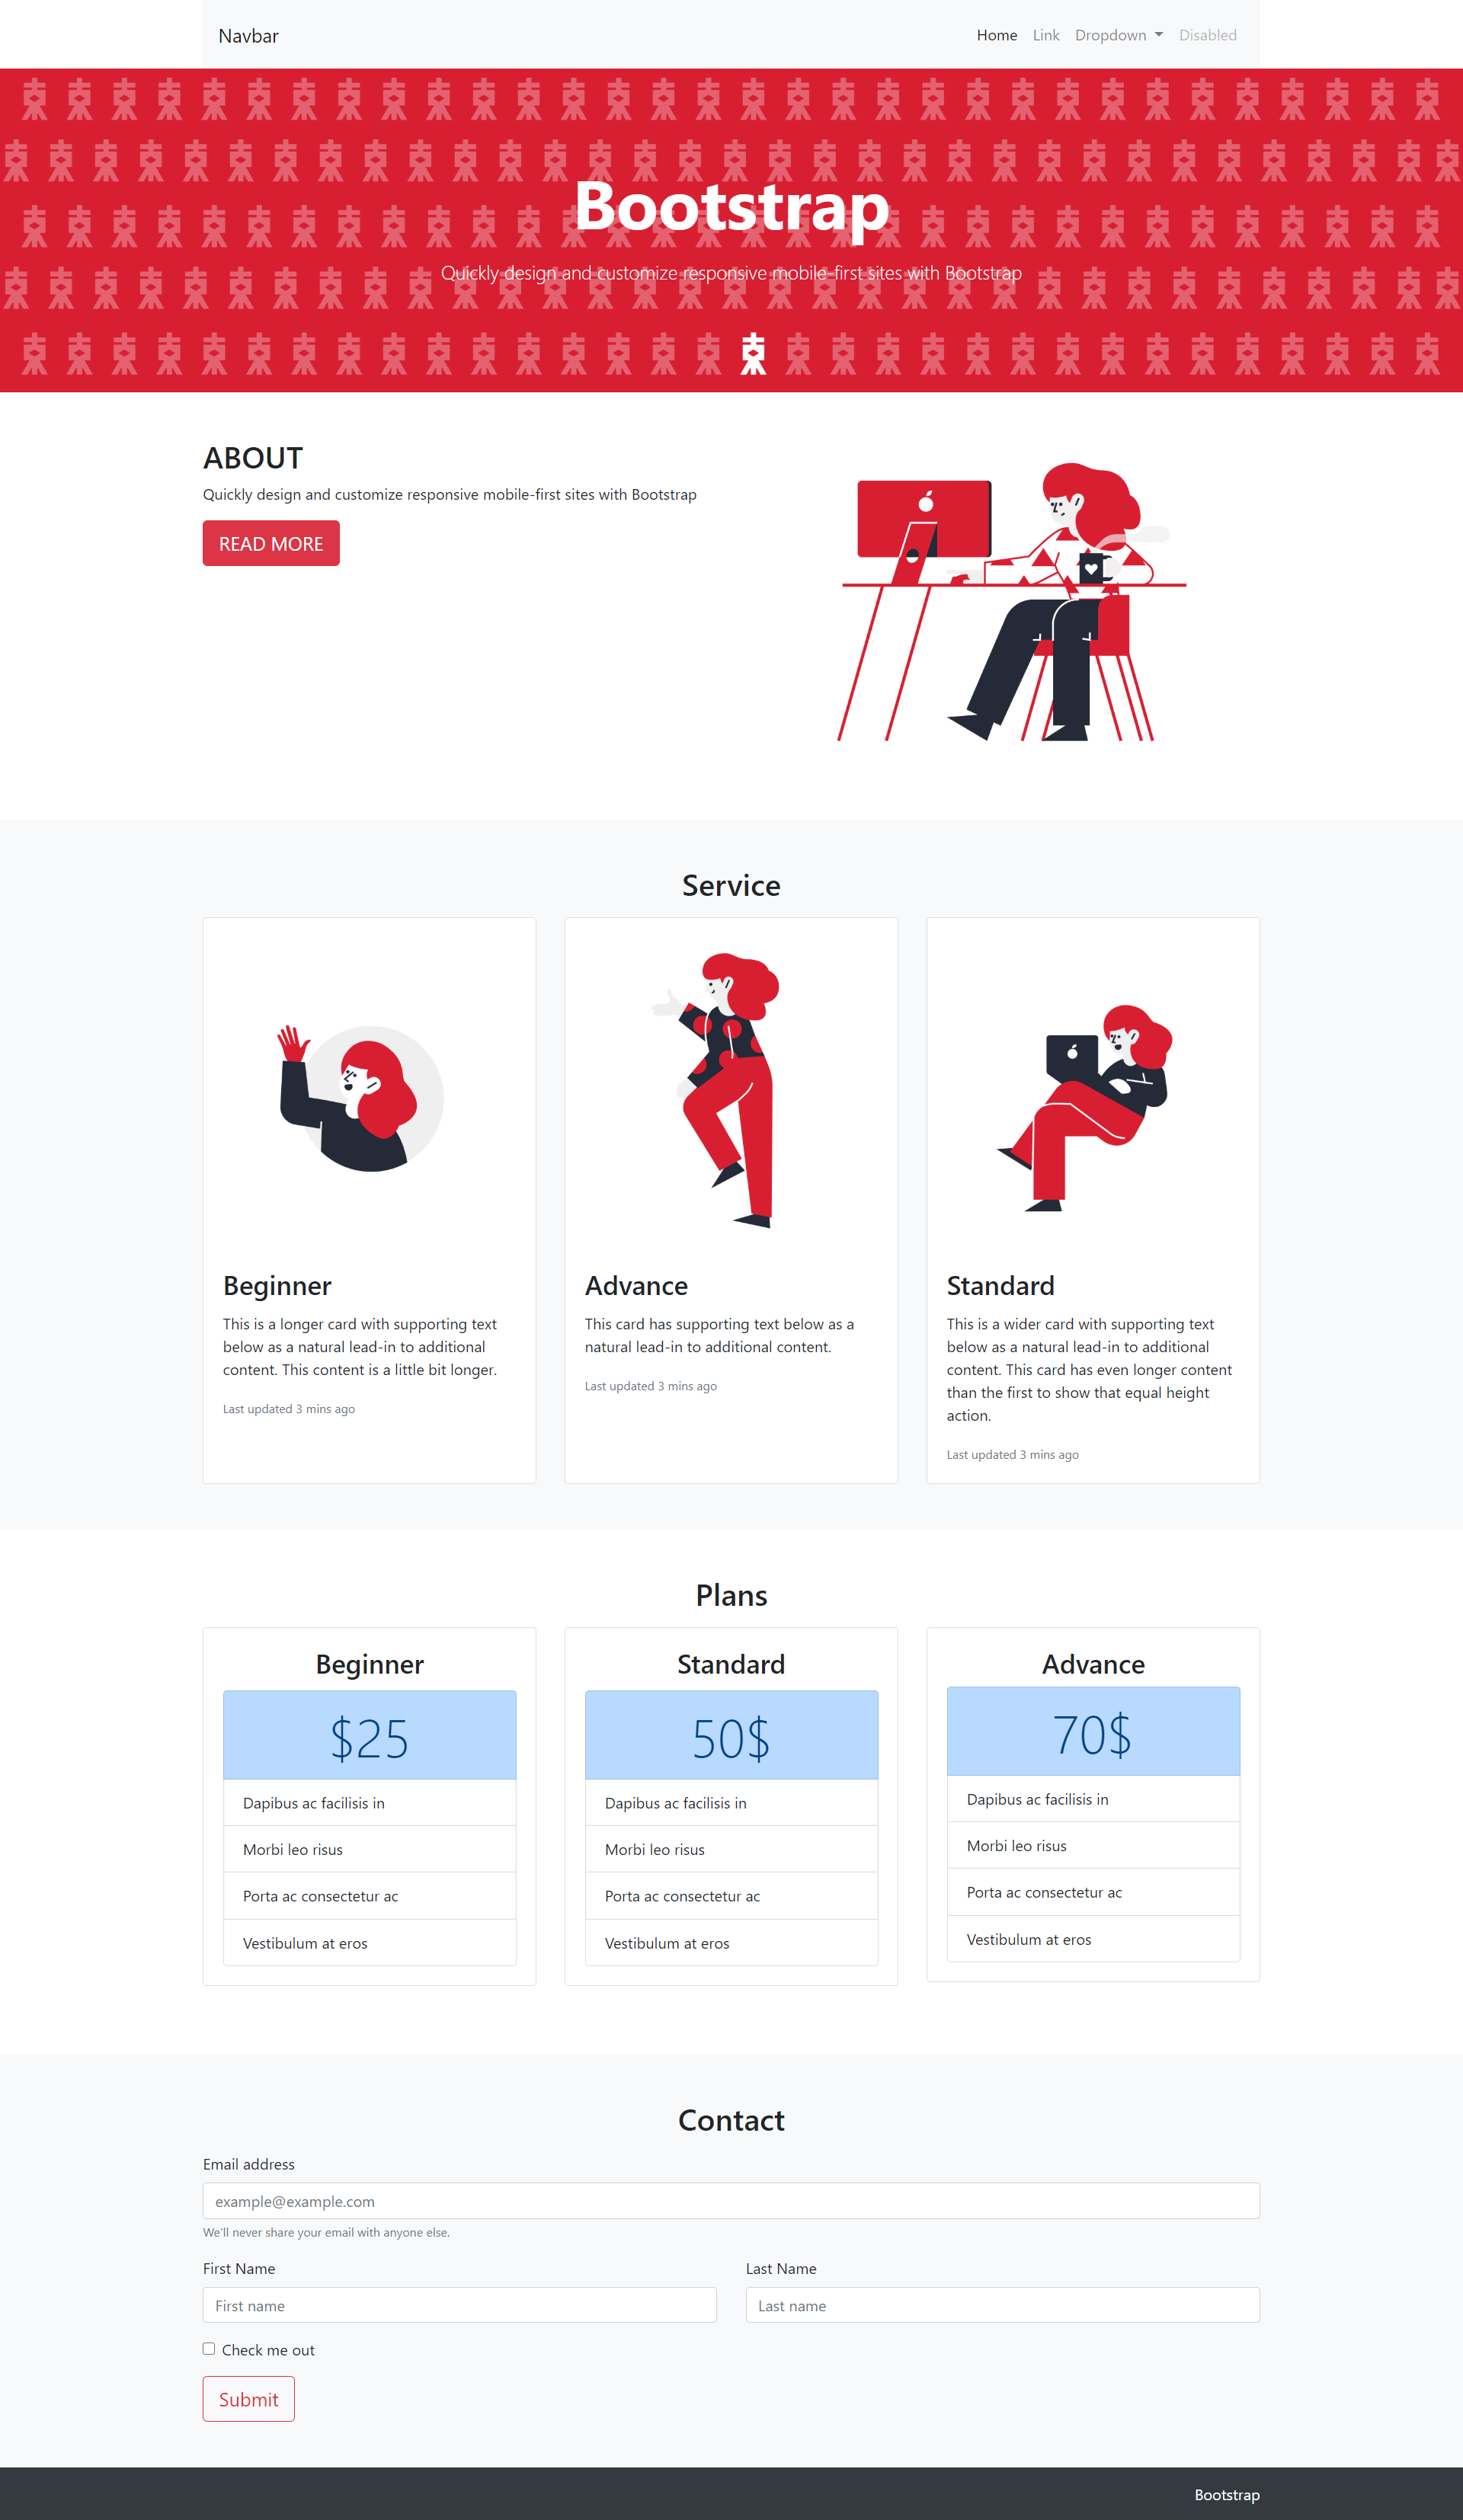 Navbar
Home Link Dropdown Disabled
Bootstrap
Quickly design and customize responsive mobile-first sites with Bootstrap
ABOUT
Quickly design and customize responsive mobile-first sites with Bootstrap
READ MORE
Service
Beginner
This is a longer card with supporting text
below as a natural lead-in to additional
content. This content is a little bit longer.
Last updated 3 mins ago
Advance
This card has supporting text below as a
natural lead-in to additional content.
Last updated 3 mins ago
Standard
This is a wider card with supporting text
below as a natural lead-in to additional
content. This card has even longer content
than the first to show that equal height
action.
Last updated 3 mins ago
Plans
Beginner
$25
Dapibus ac facilisis in
Morbi leo risus
Porta ac consectetur ac
Vestibulum at eros
Standard
50$
Dapibus ac facilisis in
Morbi leo risus
Porta ac consectetur ac
Vestibulum at eros
Advance
70$
Dapibus ac facilisis in
Morbi leo risus
Porta ac consectetur ac
Vestibulum at eros
Contact
Email address
example@example.com
We'll never share your email with anyone else.
First Name
First name
Last Name
Last name
Check me out
Submit
Bootstrap